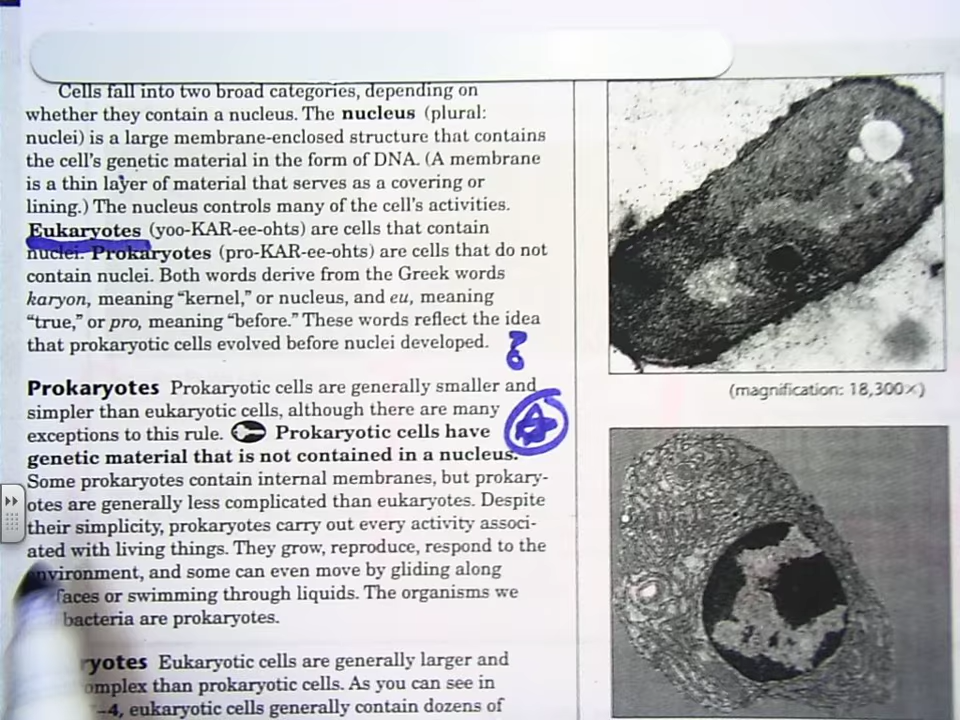 Cells fall into two broad categories, depending on
whether they contain a nucleus. The nucleus (plural:
nuclei) is a large membrane-enclosed structure that contains
the cell's genetic material in the form of DNA. (A membrane
is a thin layer of material that serves as a covering or
lining.) The nucleus controls many of the cell's activities.
Eukaryotes (yoo-KAR-ee-ohts) are cells that contain
nuclei. Prokaryotes (pro-KAR-ee-ohts) are cells that do not
contain nuclei. Both words derive from the Greek words
karyon, meaning "kernel," or nucleus, and eu, meaning
"true," or pro, meaning "before." These words reflect the idea
that prokaryotic cells evolved before nuclei developed.
Prokaryotes Prokaryotic cells are generally smaller and
simpler than eukaryotic cells, although there are many
exceptions to this rule. Prokaryotic cells have
genetic material that is not contained in a nucleus.
Some prokaryotes contain internal membranes, but prokary-
otes are generally less complicated than eukaryotes. Despite
their simplicity, prokaryotes carry out every activity associ-
ated with living things. They grow, reproduce, respond to the
environment, and some can even move by gliding along
faces or swimming through liquids. The organisms we
bacteria are prokaryotes.
ryotes Eukaryotic cells are generally larger and
omplex than prokaryotic cells. As you can see in
-4, eukaryotic cells generally contain dozens of
(magnification: 18,300×)